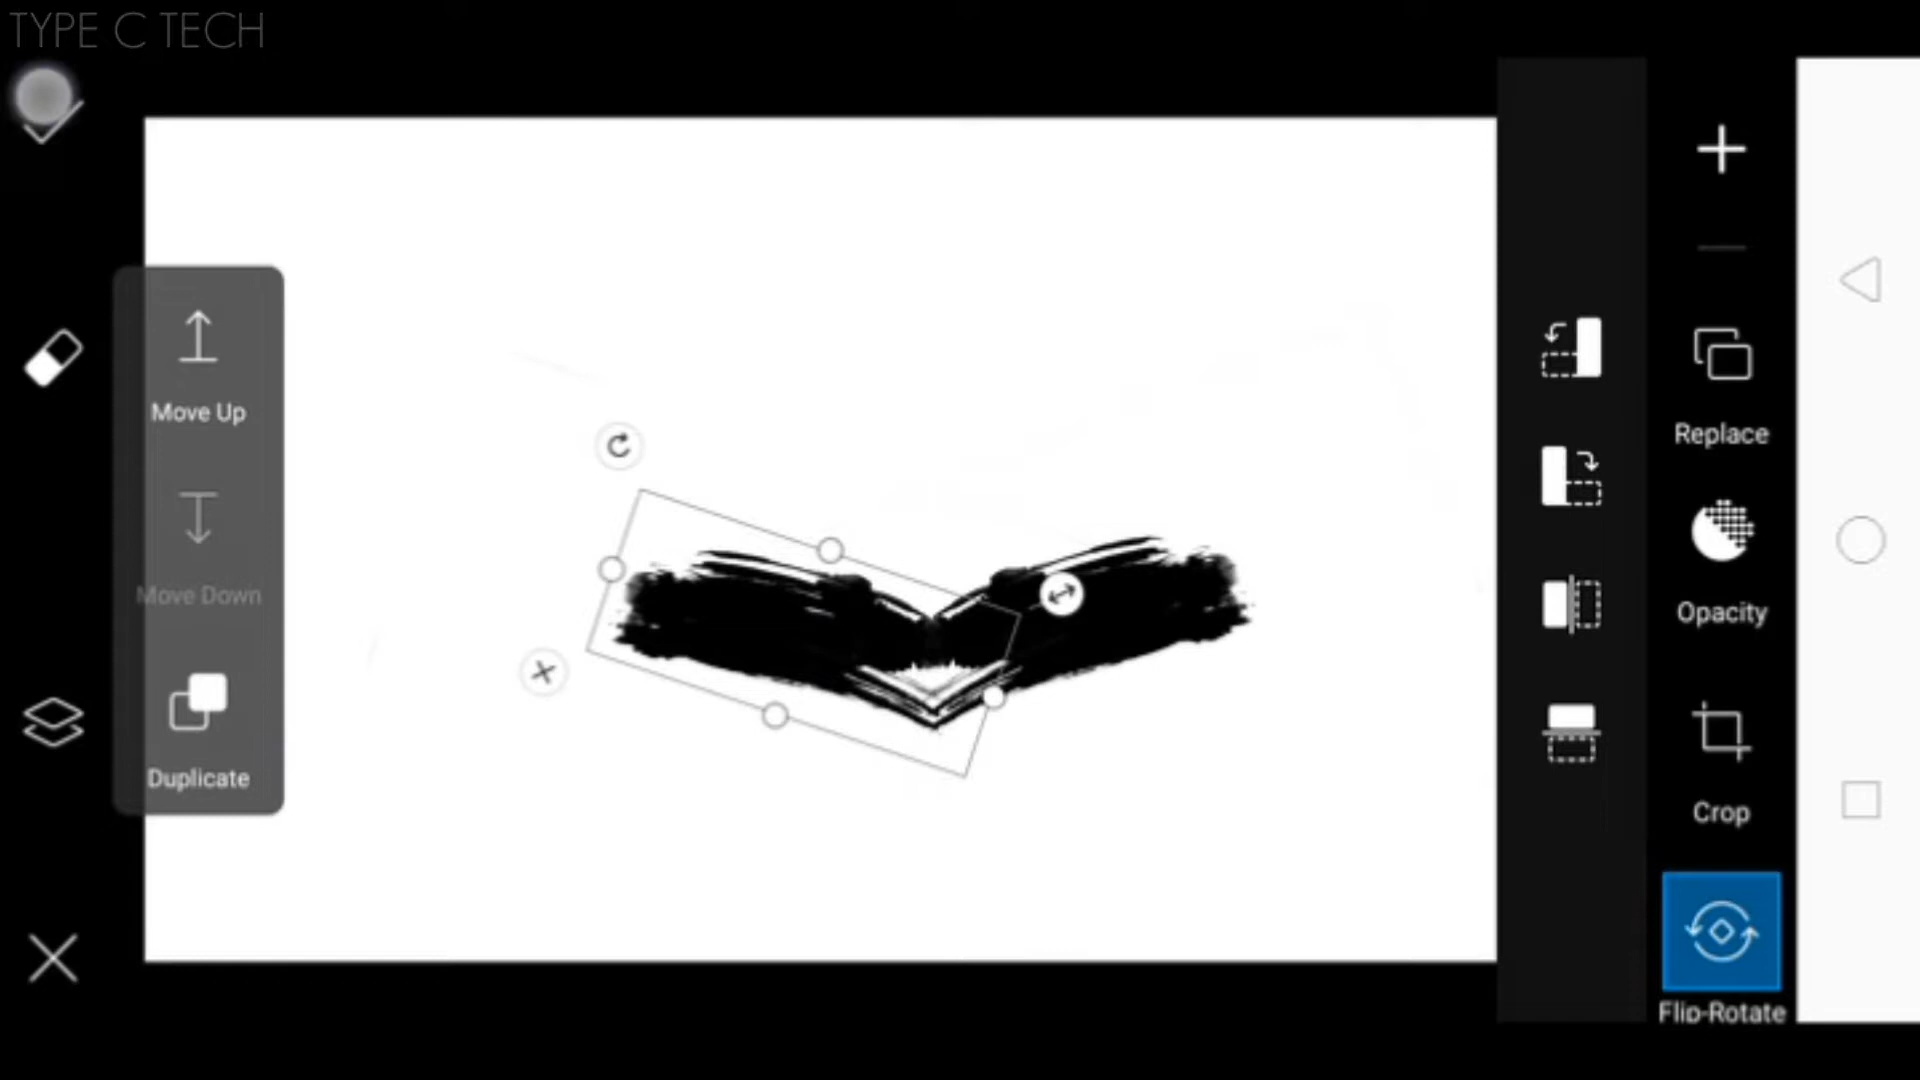 TYPE C TECH
Move Up
Move Down
Duplicate
Replace
Opacity
Crop
Flip-Rotate